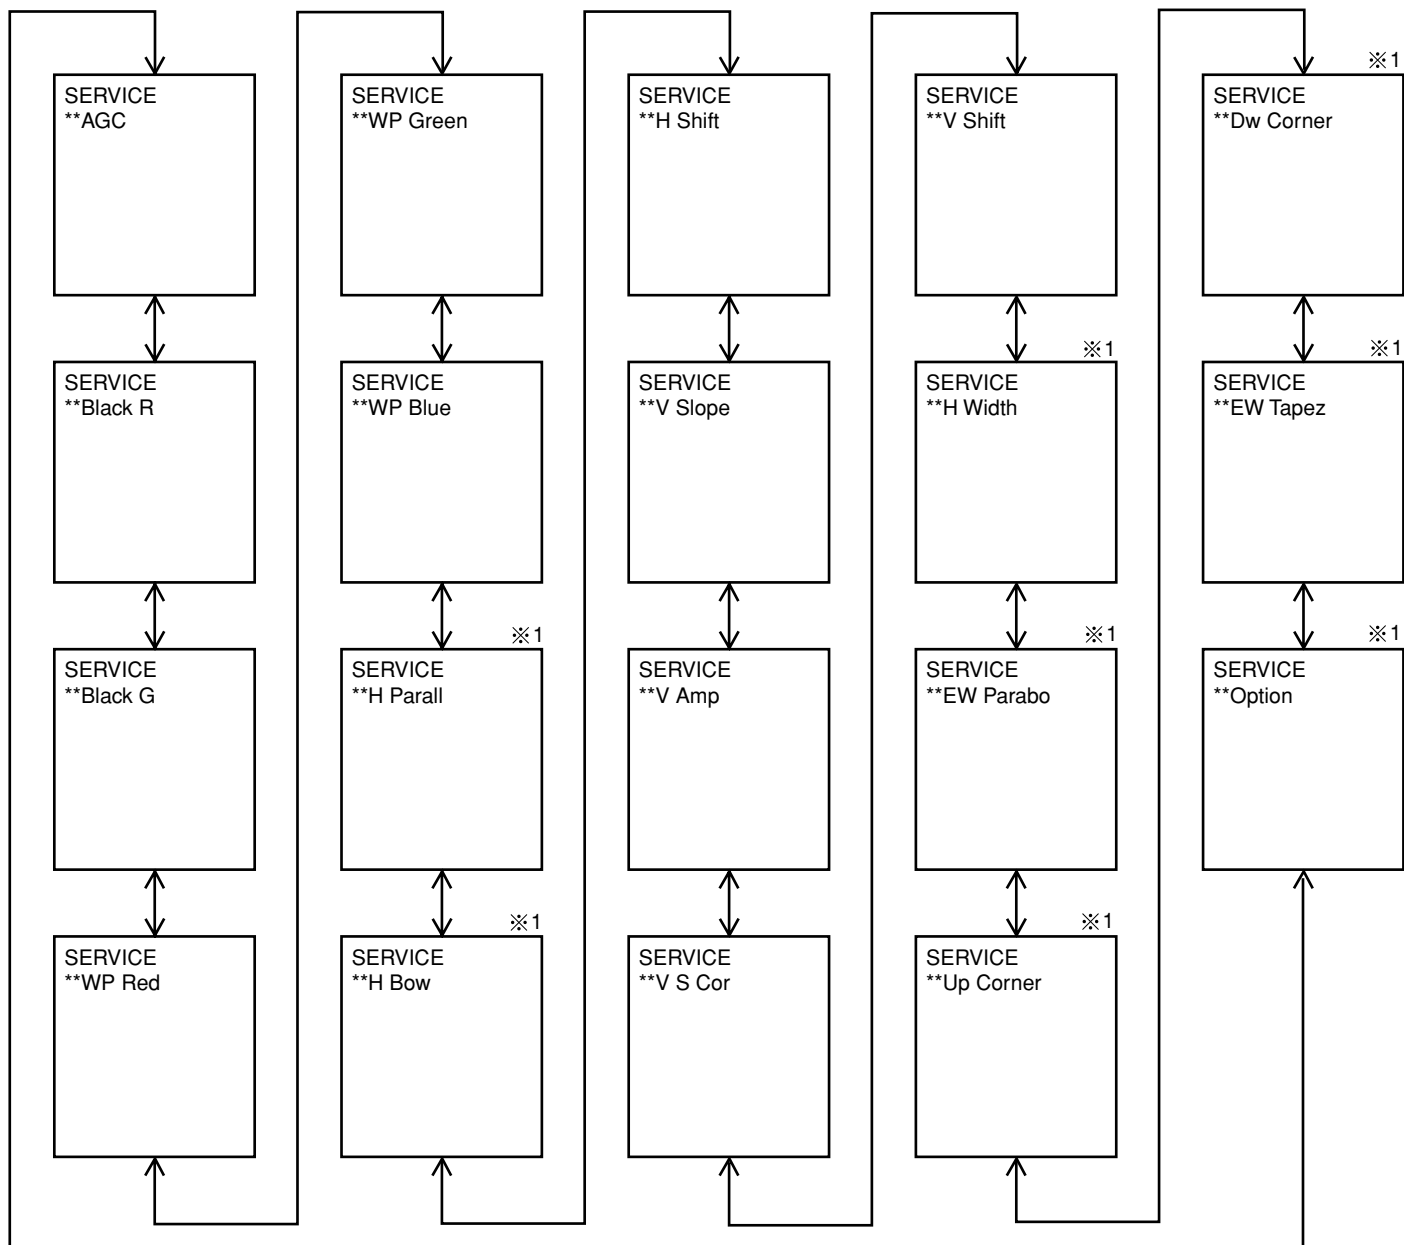 SERVICE
**AGC
SERVICE
**Black R
SERVICE
**Black G
SERVICE
**WP Red
SERVICE
**WP Green
SERVICE
**WP Blue
※1
SERVICE
**H Parall
※1
SERVICE
**H Bow
SERVICE
**H Shift
SERVICE
**V Slope
SERVICE
**V Amp
SERVICE
**V S Cor
SERVICE
**V Shift
※1
SERVICE
**H Width
※1
SERVICE
**EW Parabo
※1
SERVICE
**Up Corner
※1
SERVICE
**Dw Corner
※1
SERVICE
**EW Tapez
※1
SERVICE
**Option